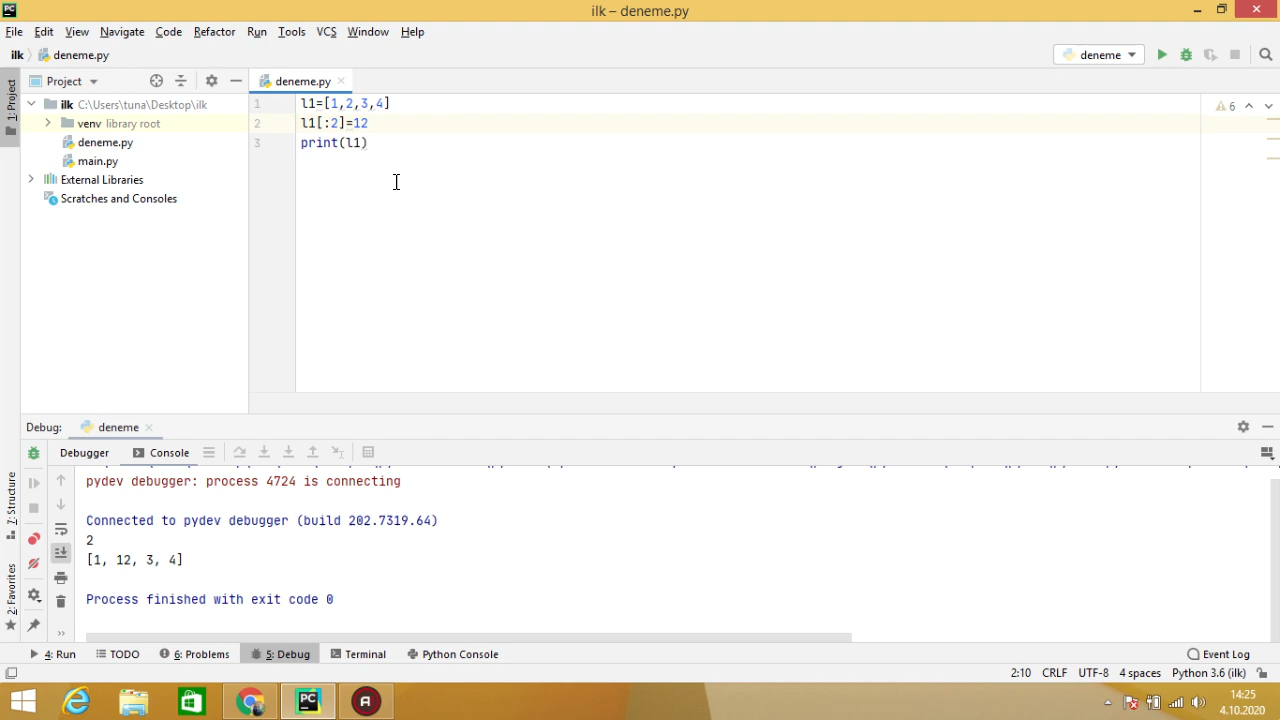 ilk – deneme.py
File Edit View Navigate Code Refactor Run Tools VCS Window Help
ilk deneme.py deneme
1: Project
Project deneme.py
ilk C:\Users\tuna\Desktop\ilk
venv library root
deneme.py
main.py
External Libraries
Scratches and Consoles
1 l1=[1,2,3,4]
2 l1[:2]=12
3 print(l1)
6
Debug: deneme
Debugger Console
pydev debugger: process 4724 is connecting
Connected to pydev debugger (build 202.7319.64)
2
[1, 12, 3, 4]
Process finished with exit code 0
7: Structure
2: Favorites
4: Run TODO 6: Problems 5: Debug Terminal Python Console Event Log
2:10 CRLF UTF-8 4 spaces Python 3.6 (ilk)
14:25
4.10.2020